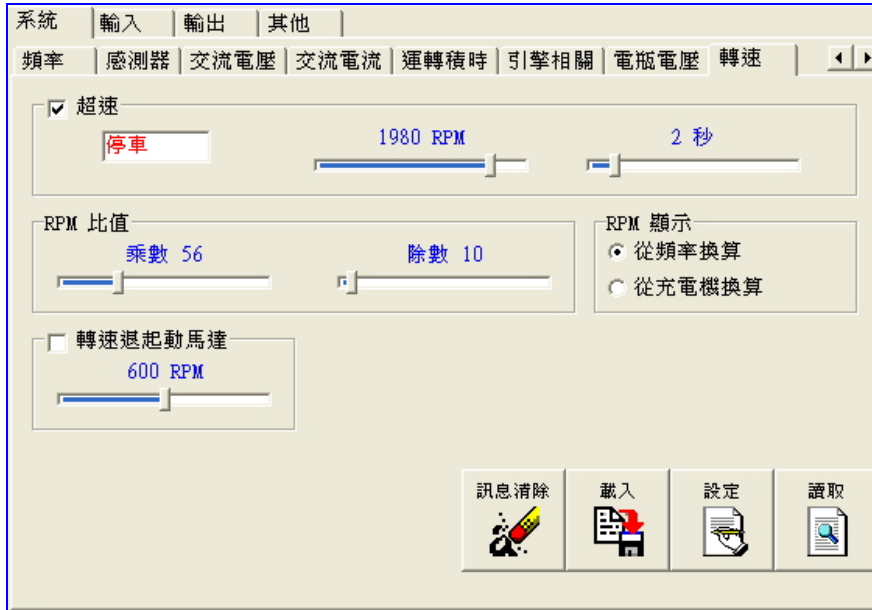 系統 輸入 輸出 其他
頻率 感測器 交流電壓 交流電流 運轉積時 引擎相關 電瓶電壓 轉速
超速
停車 1980 RPM 2 秒
RPM 比值 RPM 顯示
乘數 56 除數 10 從頻率換算
從充電機換算
轉速退起動馬達
600 RPM
訊息清除 載入 設定 讀取